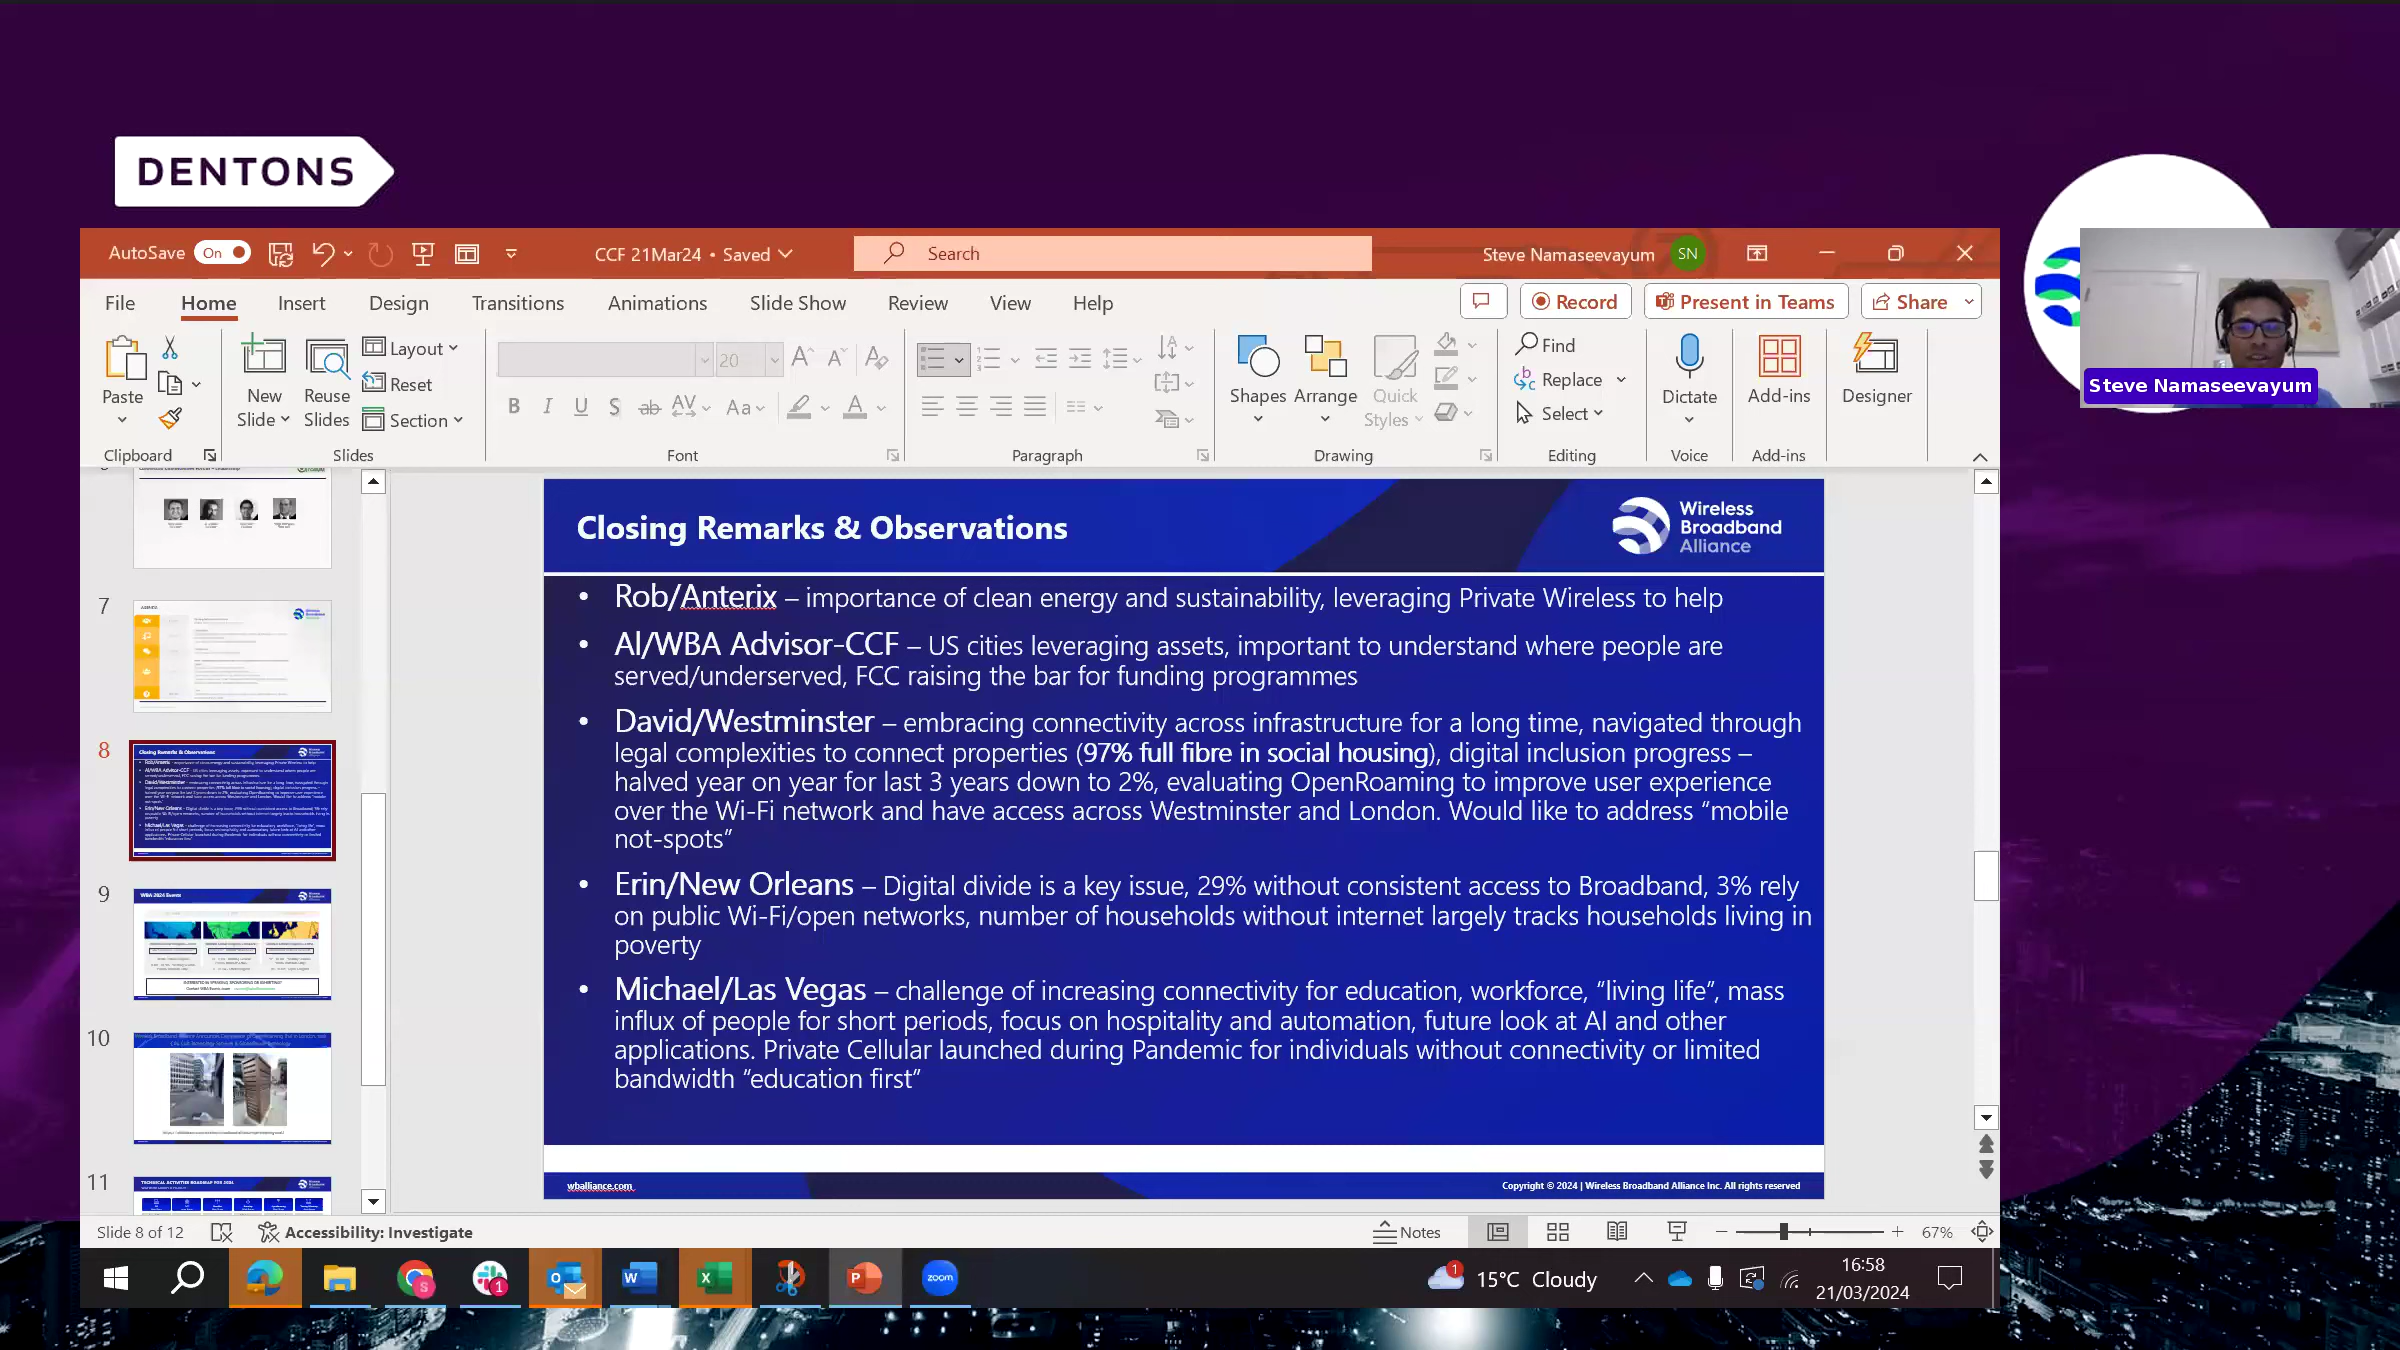 DENTONS
AutoSave On
CCF 21Mar24 • Saved
Search
Steve Namaseevayum SN
File Home Insert Design Transitions Animations Slide Show Review View Help
Record Present in Teams Share
Paste
New Slide
Reuse Slides
Layout
Reset
Section
20
Shapes Arrange Quick Styles
Find
Replace
Select
Dictate
Add-ins
Designer
Clipboard Slides Font Paragraph Drawing Editing Voice Add-ins
Steve Namaseevayum
7
8
Closing Remarks & Observations
9
WBA 2024 Events
10
11
TECHNICAL ACTIVITIES ROADMAP FOR 2024
Closing Remarks & Observations
Wireless
Broadband
Alliance
• Rob/Anterix – importance of clean energy and sustainability, leveraging Private Wireless to help
• Al/WBA Advisor-CCF – US cities leveraging assets, important to understand where people are
served/underserved, FCC raising the bar for funding programmes
• David/Westminster – embracing connectivity across infrastructure for a long time, navigated through
legal complexities to connect properties (97% full fibre in social housing), digital inclusion progress –
halved year on year for last 3 years down to 2%, evaluating OpenRoaming to improve user experience
over the Wi-Fi network and have access across Westminster and London. Would like to address “mobile
not-spots”
• Erin/New Orleans – Digital divide is a key issue, 29% without consistent access to Broadband, 3% rely
on public Wi-Fi/open networks, number of households without internet largely tracks households living in
poverty
• Michael/Las Vegas – challenge of increasing connectivity for education, workforce, “living life”, mass
influx of people for short periods, focus on hospitality and automation, future look at AI and other
applications. Private Cellular launched during Pandemic for individuals without connectivity or limited
bandwidth “education first”
wballiance.com
Copyright © 2024 | Wireless Broadband Alliance Inc. All rights reserved
Slide 8 of 12 Accessibility: Investigate
Notes
67%
zoom
15°C Cloudy
16:58
21/03/2024